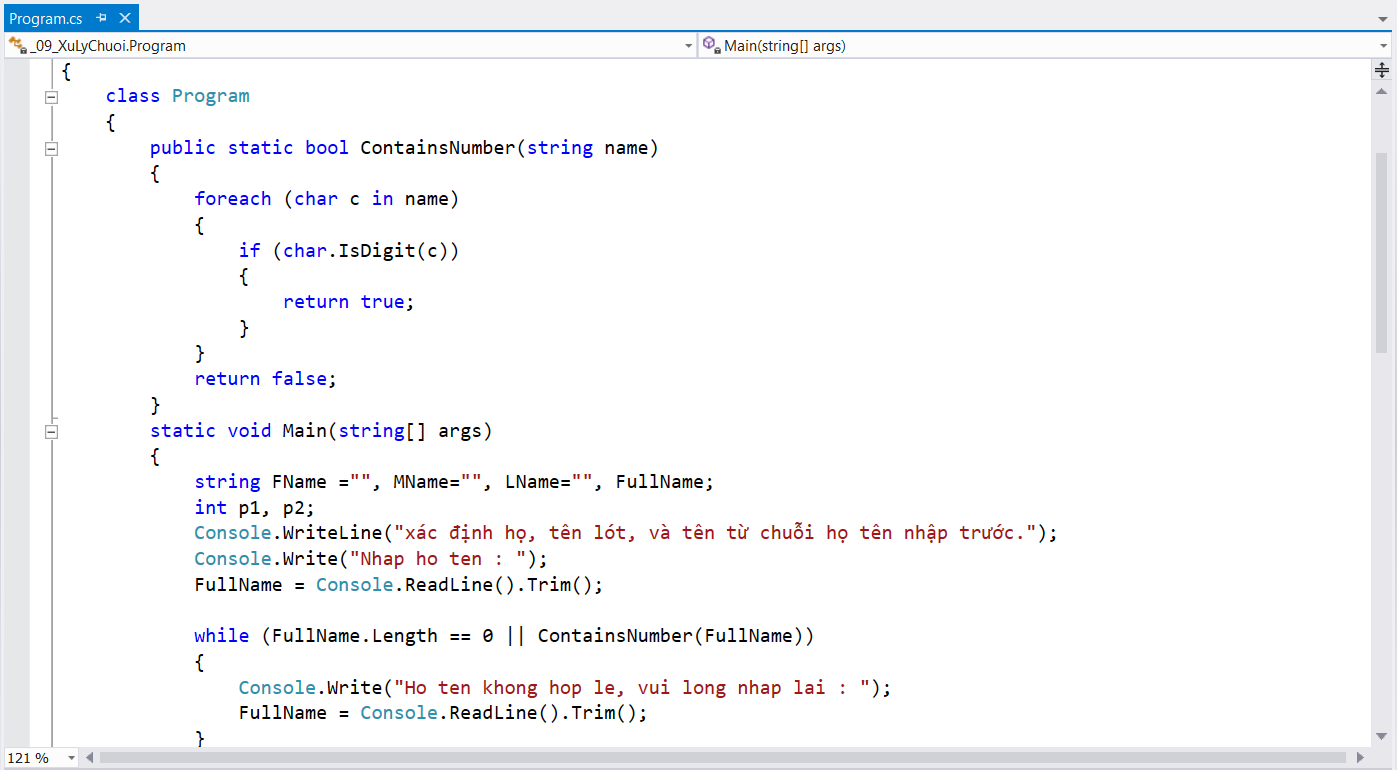 Program.cs
_09_XuLyChuoi.Program
Main(string[] args)
{
class Program
{
public static bool ContainsNumber(string name)
{
foreach (char c in name)
{
if (char.IsDigit(c))
{
return true;
}
}
return false;
}
static void Main(string[] args)
{
string FName ="", MName="", LName="", FullName;
int p1, p2;
Console.WriteLine("xác định họ, tên lót, và tên từ chuỗi họ tên nhập trước.");
Console.Write("Nhap ho ten : ");
FullName = Console.ReadLine().Trim();
while (FullName.Length == 0 || ContainsNumber(FullName))
{
Console.Write("Ho ten khong hop le, vui long nhap lai : ");
FullName = Console.ReadLine().Trim();
}
121 %